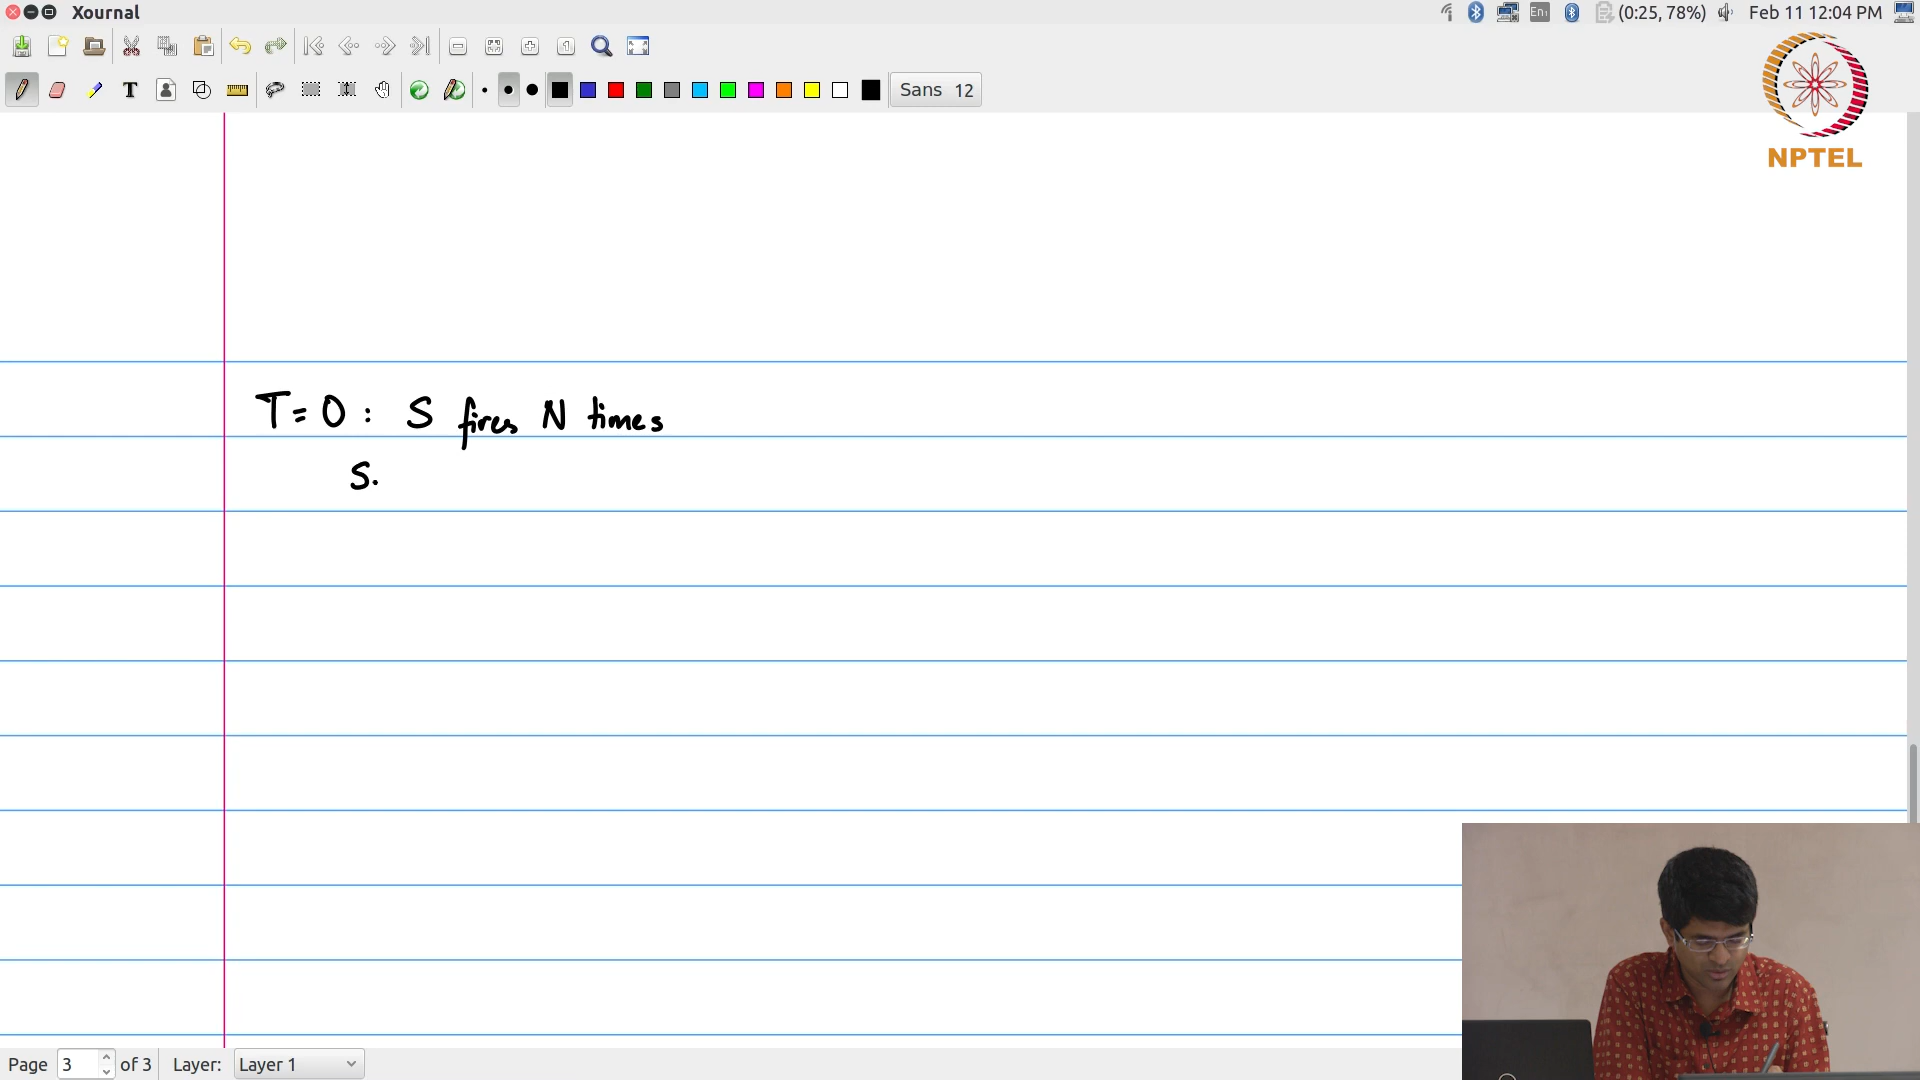 Xournal
(0:25, 78%) Feb 11 12:04 PM
En1
T
Sans 12
NPTEL
T=0 : S fires N times
S.
Page 3 of 3 Layer: Layer 1